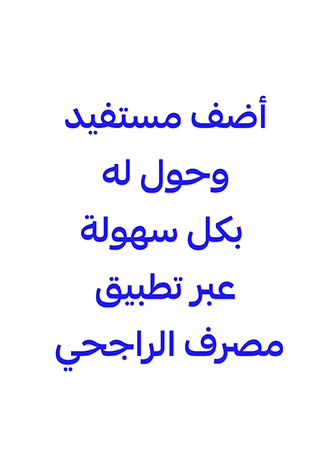 أضف مستفيد
وحول له
بكل سهولة
عبر تطبيق
مصرف الراجحي